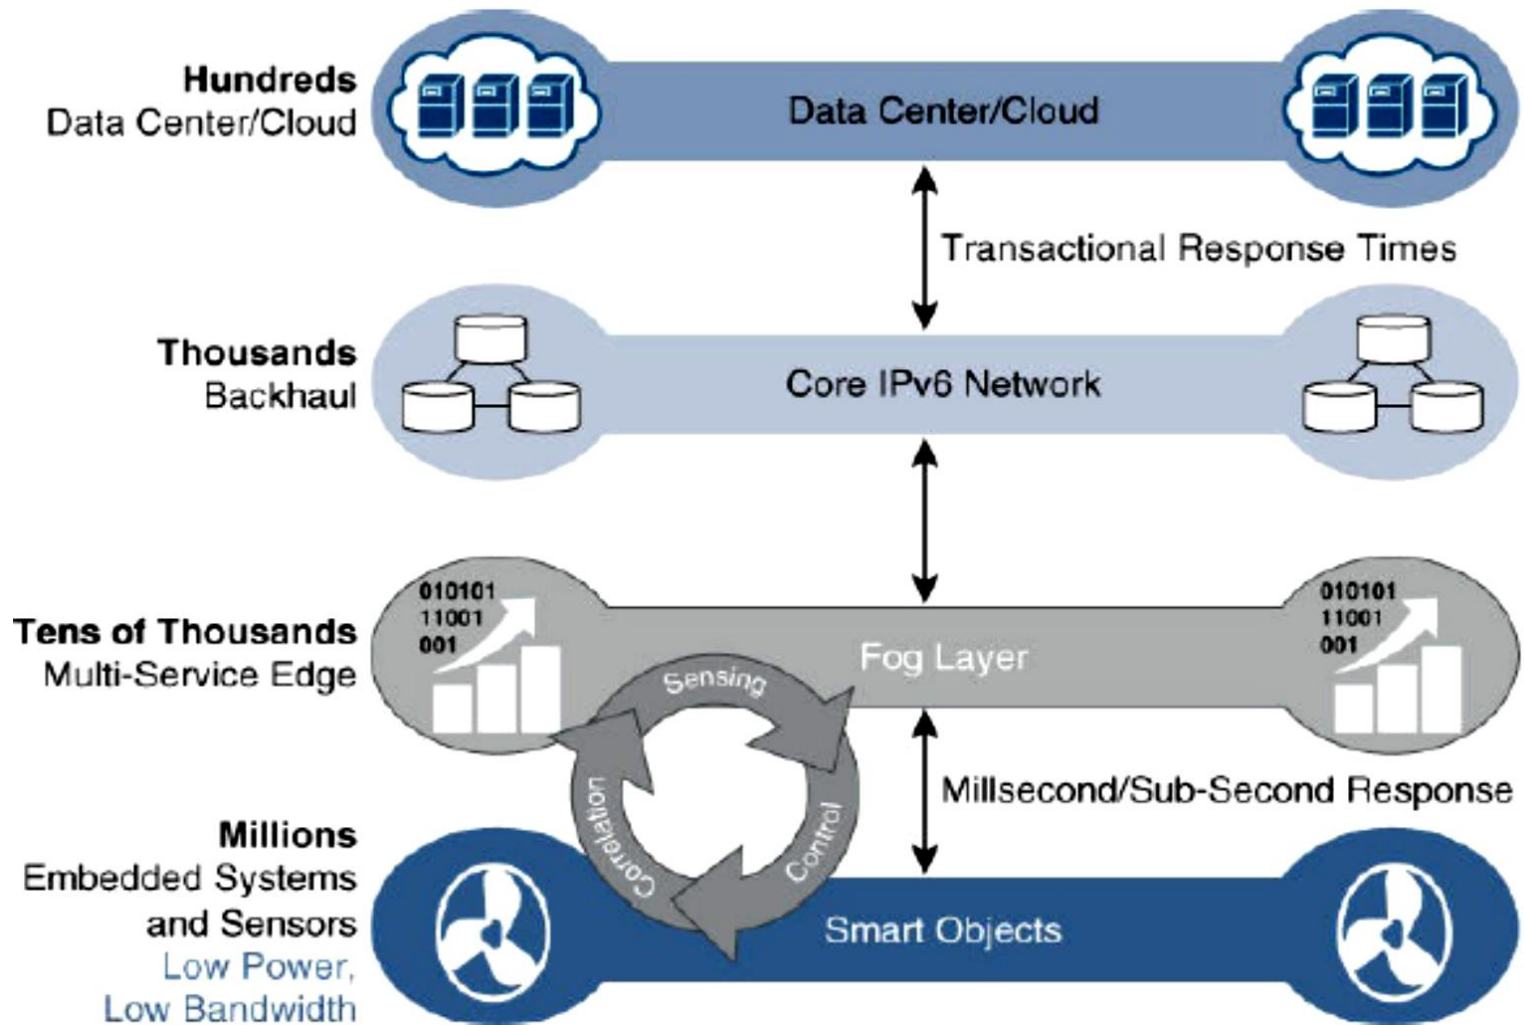 Hundreds
Data Center/Cloud
Data Center/Cloud
Transactional Response Times
Thousands
Backhaul
Core IPv6 Network
010101
11001
001
010101
11001
001
Tens of Thousands
Multi-Service Edge
Fog Layer
Sensing
Control
Correlation
Millsecond/Sub-Second Response
Millions
Embedded Systems
and Sensors
Low Power,
Low Bandwidth
Smart Objects